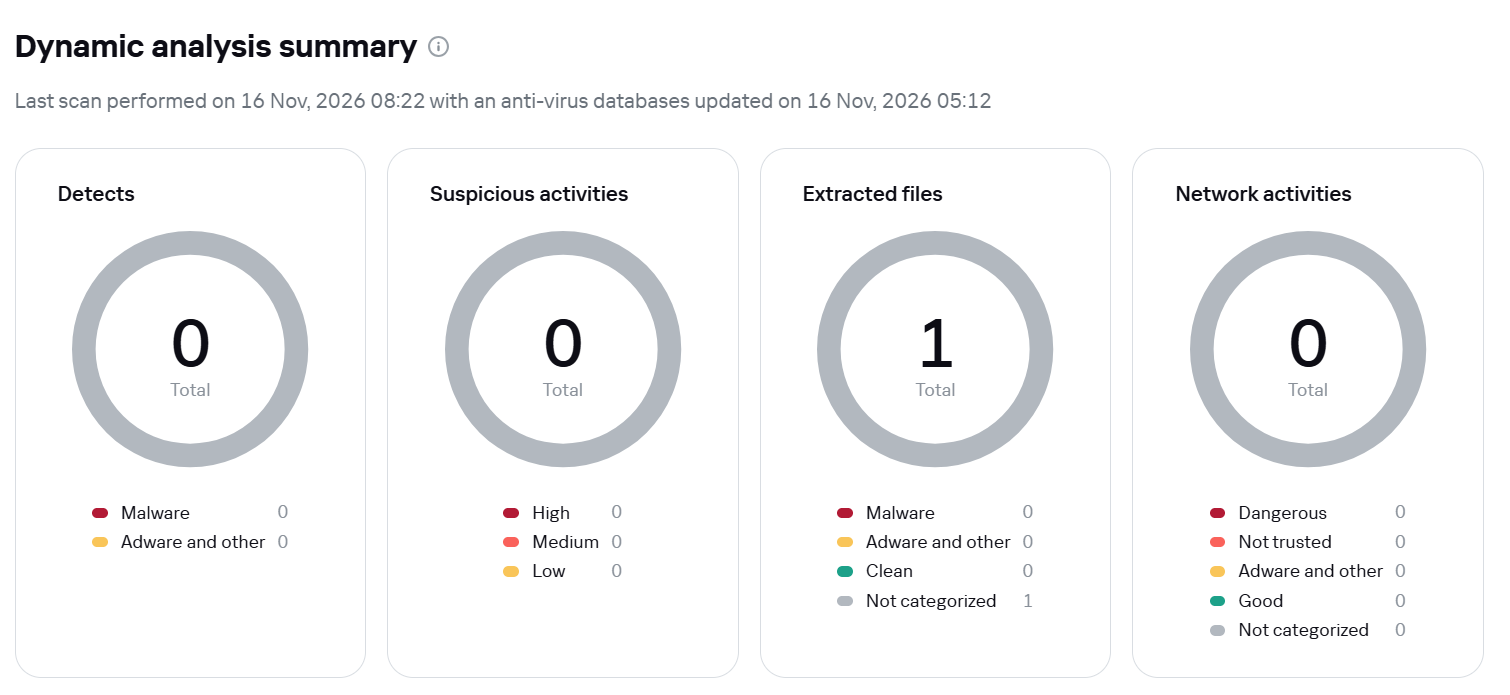 Dynamic analysis summary
Last scan performed on 16 Nov, 2026 08:22 with an anti-virus databases updated on 16 Nov, 2026 05:12
Detects
0
Total
Malware 0
Adware and other 0
Suspicious activities
0
Total
High 0
Medium 0
Low 0
Extracted files
1
Total
Malware 0
Adware and other 0
Clean 0
Not categorized 1
Network activities
0
Total
Dangerous 0
Not trusted 0
Adware and other 0
Good 0
Not categorized 0